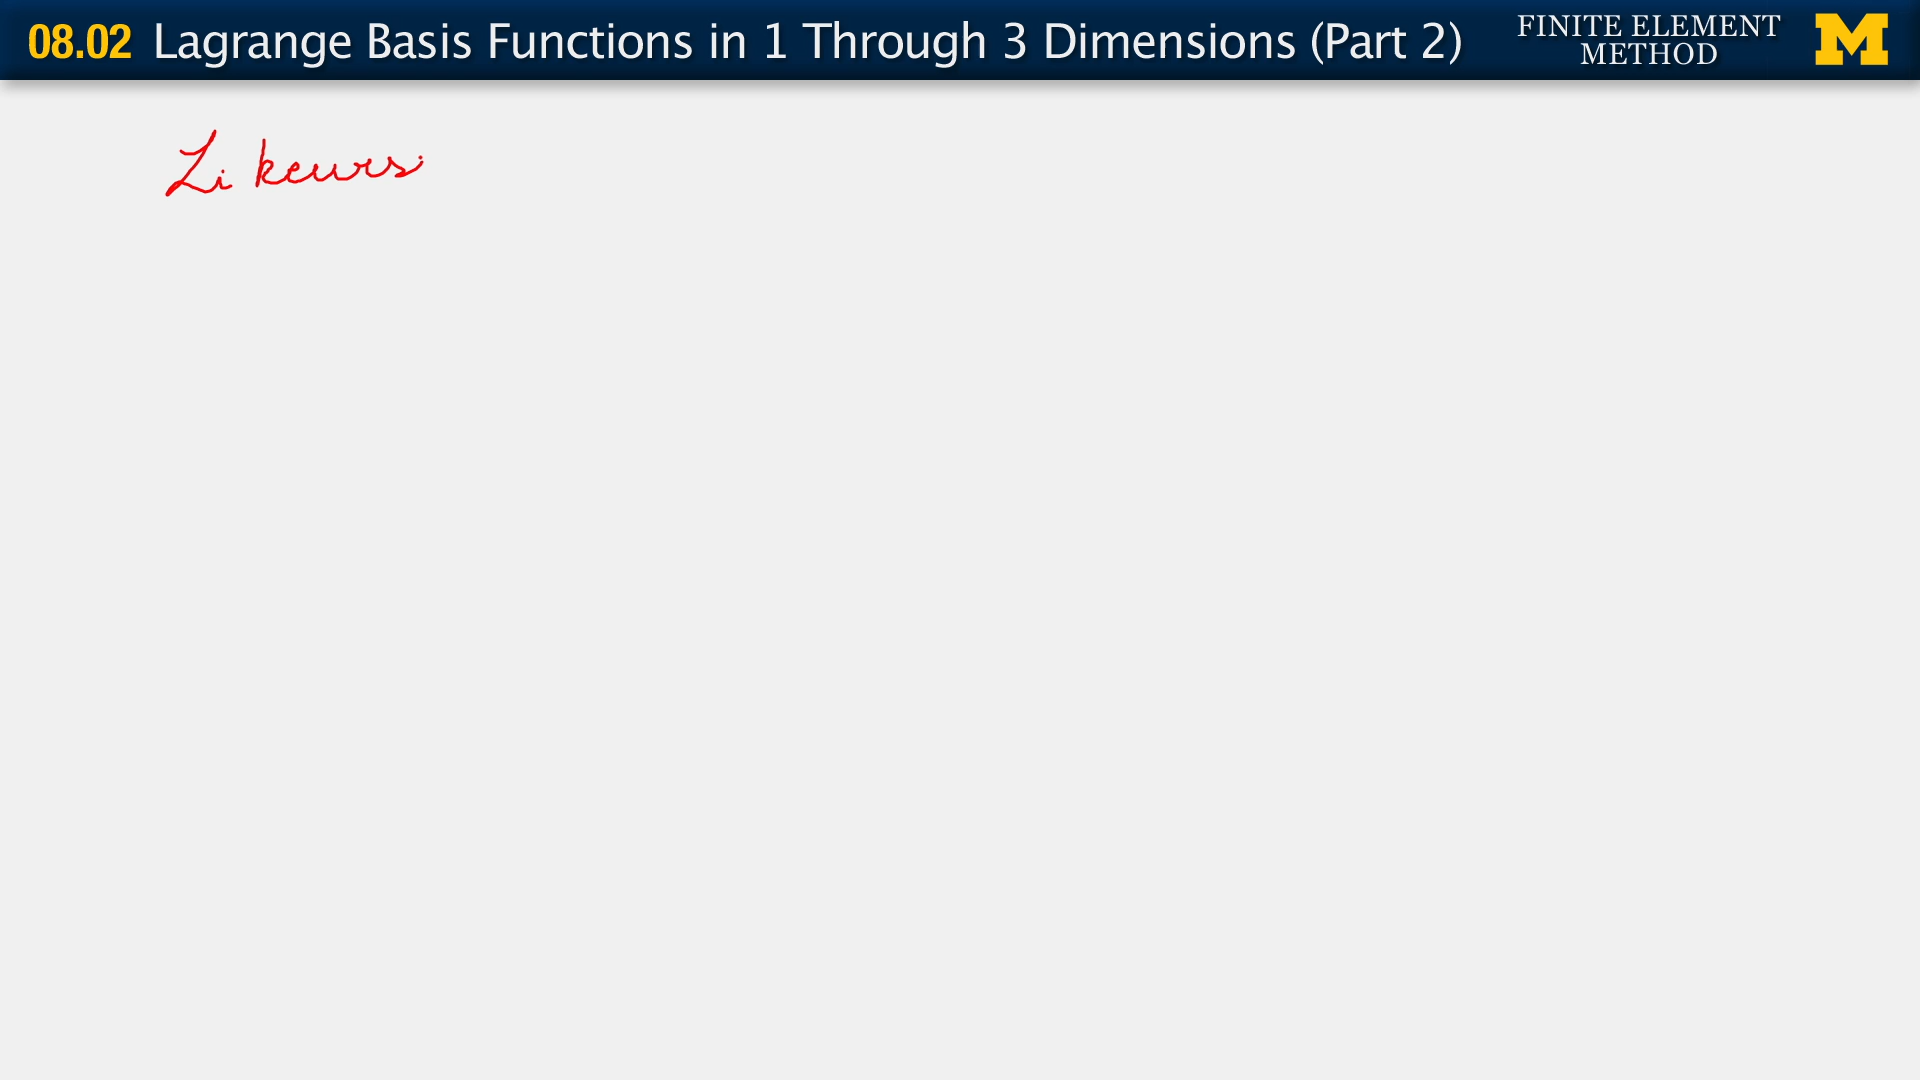 08.02 Lagrange Basis Functions in 1 Through 3 Dimensions (Part 2)
FINITE ELEMENT
METHOD
M